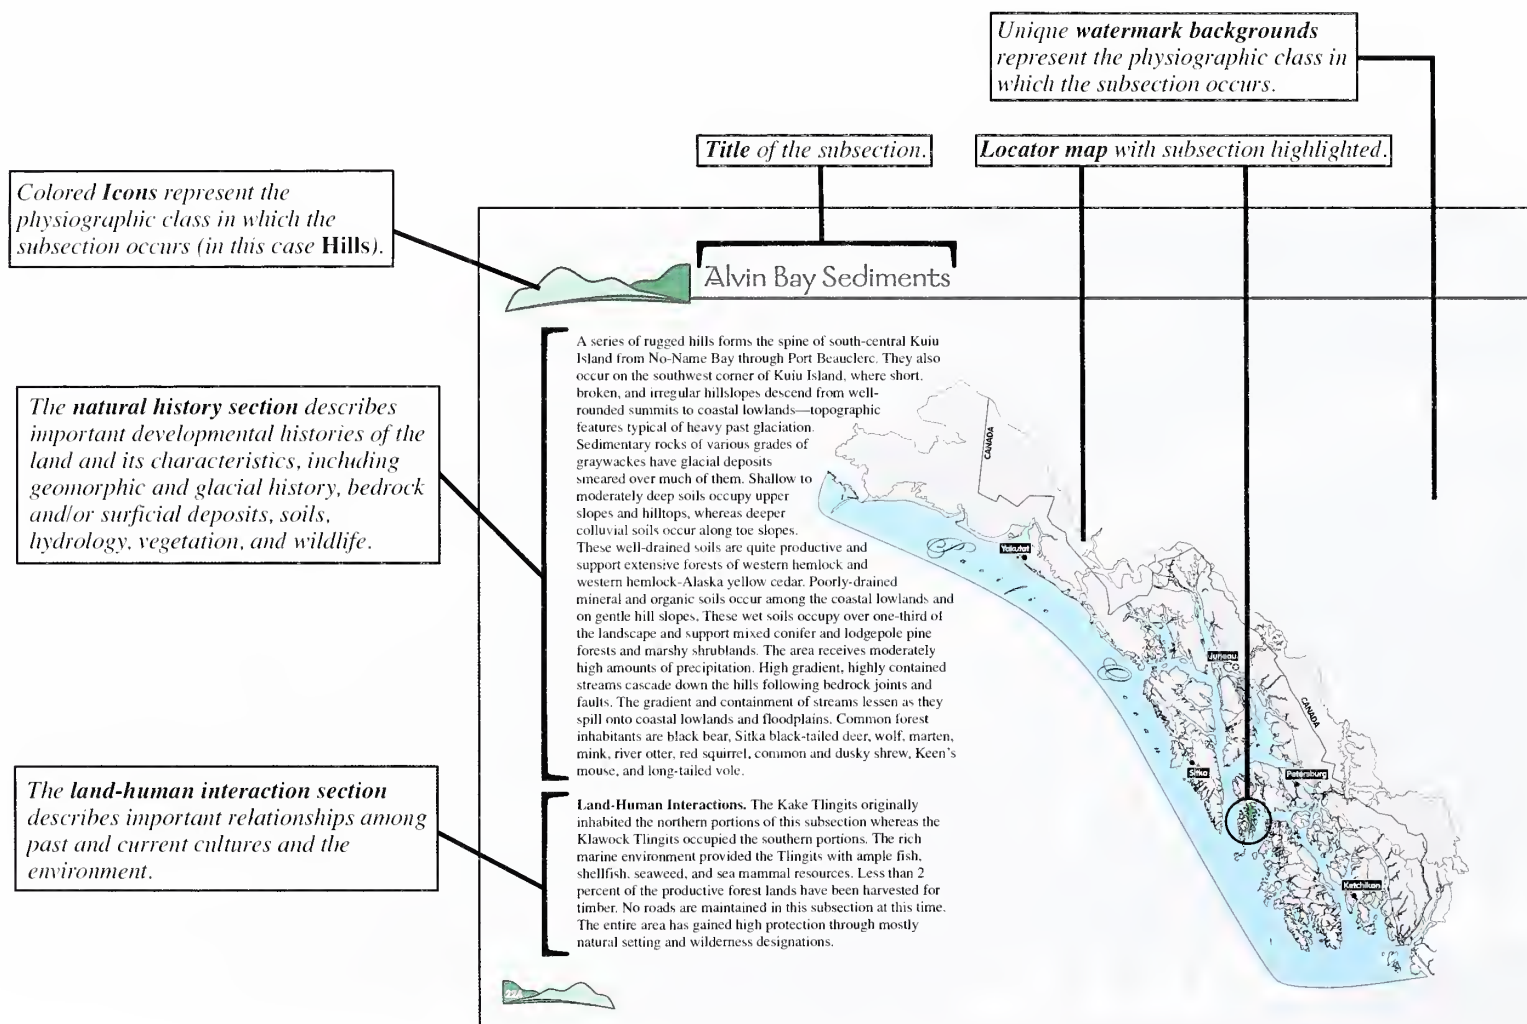 Unique watermark backgrounds
represent the physiographic class in
which the subsection occurs.
Title of the subsection.
Locator map with subsection highlighted.
Colored Icons represent the
physiographic class in which the
subsection occurs (in this case Hills).
Alvin Bay Sediments
The natural history section describes
important developmental histories of the
land and its characteristics, including
geomorphic and glacial history, bedrock
and/or surficial deposits, soils,
hydrology, vegetation, and wildlife.
A series of rugged hills forms the spine of south-central Kuiu
Island from No-Name Bay through Port Beauclerc. They also
occur on the southwest corner of Kuiu Island, where short,
broken, and irregular hillslopes descend from well-
rounded summits to coastal lowlands—topographic
features typical of heavy past glaciation.
Sedimentary rocks of various grades of
graywackes have glacial deposits
smeared over much of them. Shallow to
moderately deep soils occupy upper
slopes and hilltops, whereas deeper
colluvial soils occur along toe slopes.
These well-drained soils are quite productive and
support extensive forests of western hemlock and
western hemlock-Alaska yellow cedar. Poorly-drained
mineral and organic soils occur among the coastal lowlands and
on gentle hill slopes. These wet soils occupy over one-third of
the landscape and support mixed conifer and lodgepole pine
forests and marshy shrublands. The area receives moderately
high amounts of precipitation. High gradient, highly contained
streams cascade down the hills following bedrock joints and
faults. The gradient and containment of streams lessen as they
spill onto coastal lowlands and floodplains. Common forest
inhabitants are black bear, Sitka black-tailed deer, wolf, marten,
mink, river otter, red squirrel, common and dusky shrew, Keen's
mouse, and long-tailed vole.
The land-human interaction section
describes important relationships among
past and current cultures and the
environment.
Land-Human Interactions. The Kake Tlingits originally
inhabited the northern portions of this subsection whereas the
Klawock Tlingits occupied the southern portions. The rich
marine environment provided the Tlingits with ample fish,
shellfish, seaweed, and sea mammal resources. Less than 2
percent of the productive forest lands have been harvested for
timber. No roads are maintained in this subsection at this time.
The entire area has gained high protection through mostly
natural setting and wilderness designations.
CANADA
Yakutat
Pacific
Ocean
Juneau
CANADA
Sitka
Petersburg
Ketchikan